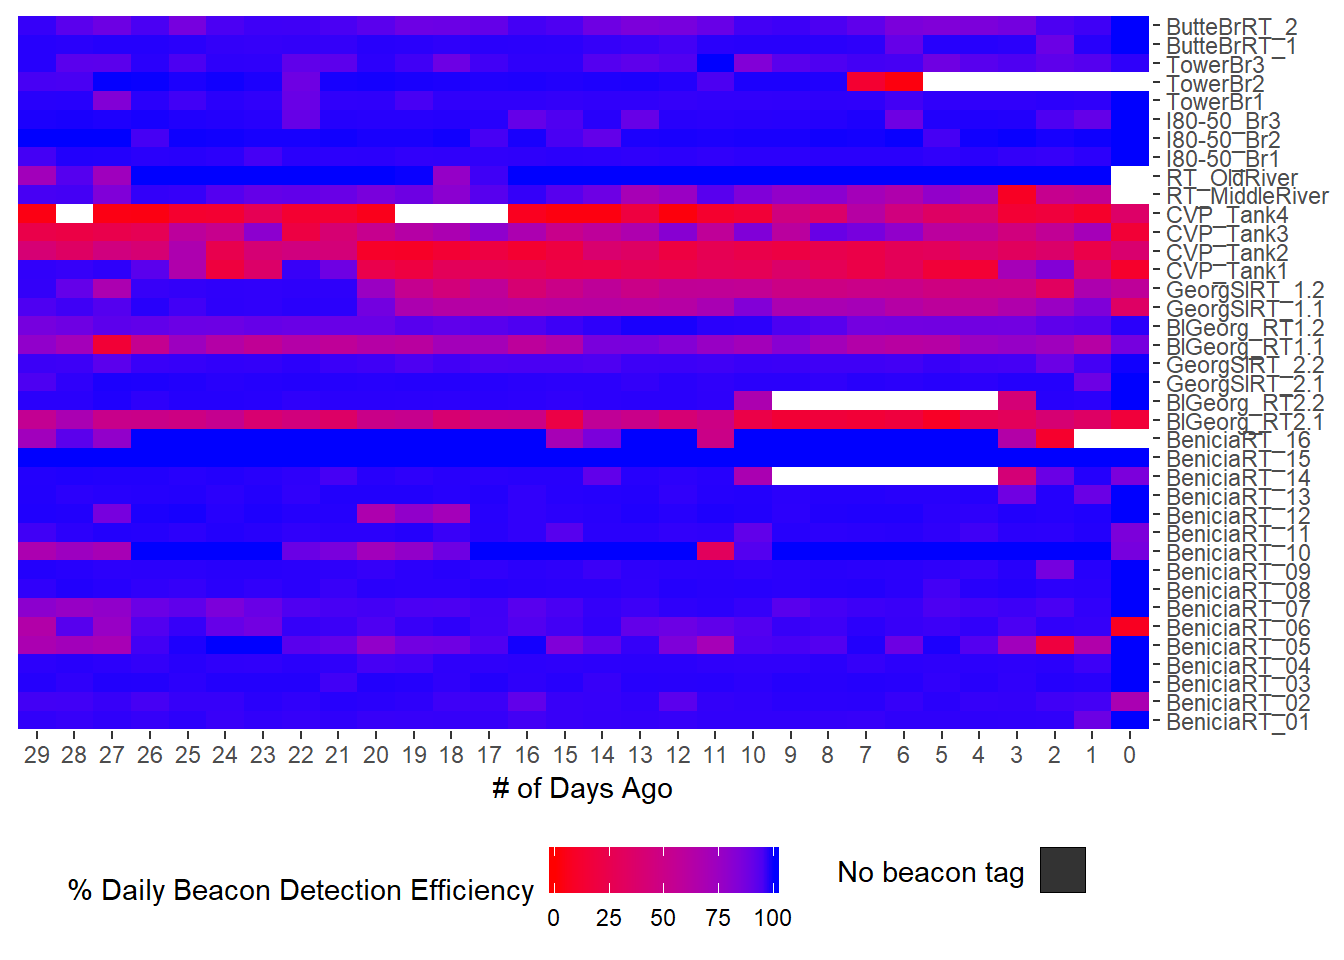 ButteBrRT_2
ButteBrRT_1
TowerBr3
TowerBr2
TowerBr1
I80-50_Br3
I80-50_Br2
I80-50_Br1
RT_OldRiver
RT_MiddleRiver
CVP_Tank4
CVP_Tank3
CVP_Tank2
CVP_Tank1
GeorgSlRT_1.2
GeorgSlRT_1.1
BlGeorg_RT1.2
BlGeorg_RT1.1
GeorgSlRT_2.2
GeorgSlRT_2.1
BlGeorg_RT2.2
BlGeorg_RT2.1
BeniciaRT_16
BeniciaRT_15
BeniciaRT_14
BeniciaRT_13
BeniciaRT_12
BeniciaRT_11
BeniciaRT_10
BeniciaRT_09
BeniciaRT_08
BeniciaRT_07
BeniciaRT_06
BeniciaRT_05
BeniciaRT_04
BeniciaRT_03
BeniciaRT_02
BeniciaRT_01
29 28 27 26 25 24 23 22 21 20 19 18 17 16 15 14 13 12 11 10 9 8 7 6 5 4 3 2 1 0
# of Days Ago
% Daily Beacon Detection Efficiency
0 25 50 75 100
No beacon tag